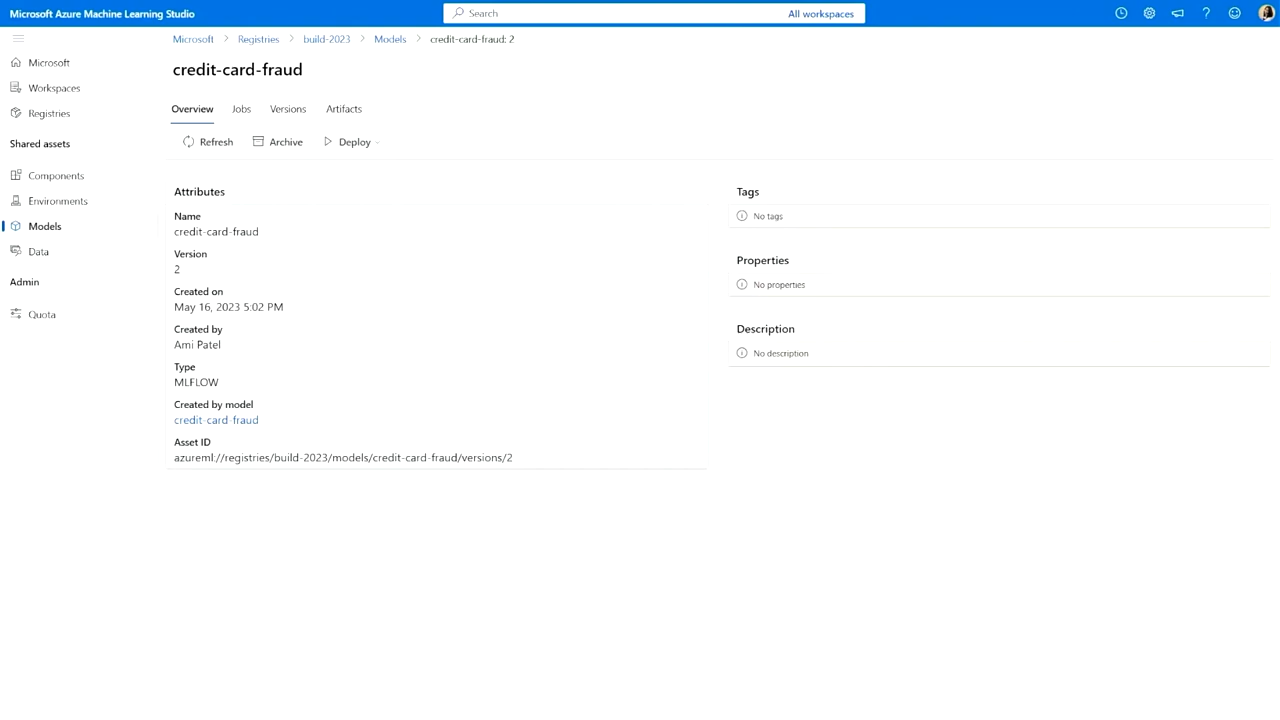 Microsoft Azure Machine Learning Studio
Search
All workspaces
Microsoft
Registries
build-2023
Models
credit-card-fraud: 2
credit-card-fraud
Microsoft
Workspaces
Registries
Shared assets
Components
Environments
Models
Data
Admin
Quota
Overview
Jobs
Versions
Artifacts
Refresh
Archive
Deploy
Attributes
Name
credit-card-fraud
Version
2
Created on
May 16, 2023 5:02 PM
Created by
Ami Patel
Type
MLFLOW
Created by model
credit-card-fraud
Asset ID
azureml://registries/build-2023/models/credit-card-fraud/versions/2
Tags
No tags
Properties
No properties
Description
No description